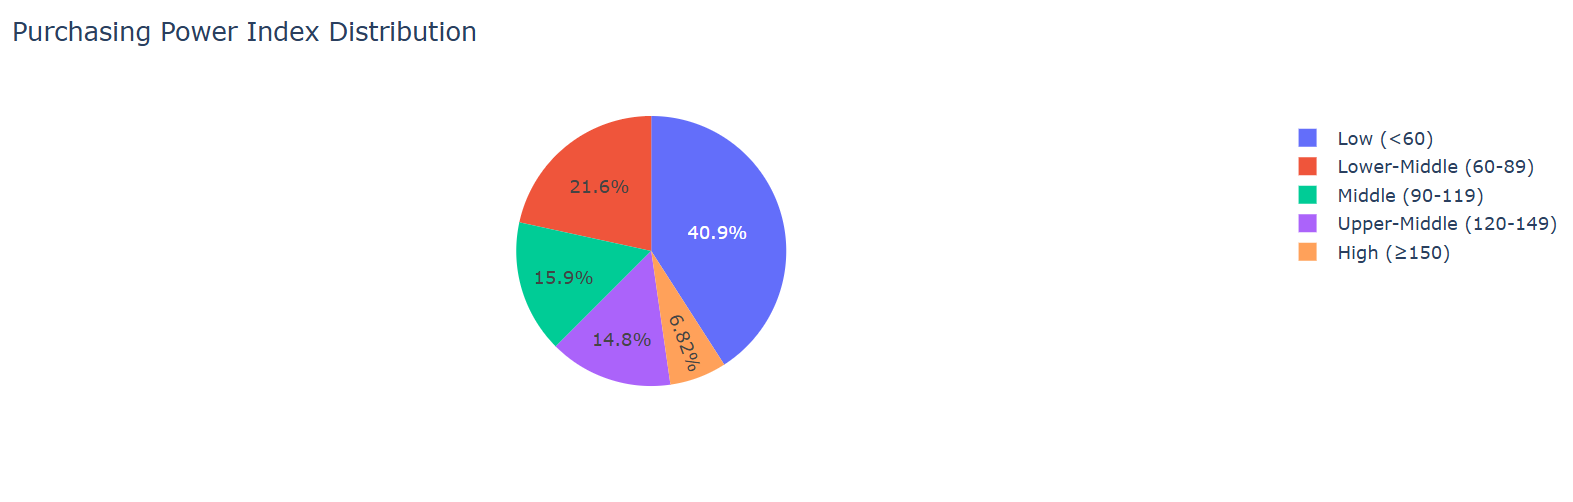 Purchasing Power Index Distribution
40.9%
21.6%
15.9%
14.8%
6.82%
Low (<60)
Lower-Middle (60-89)
Middle (90-119)
Upper-Middle (120-149)
High (≥150)